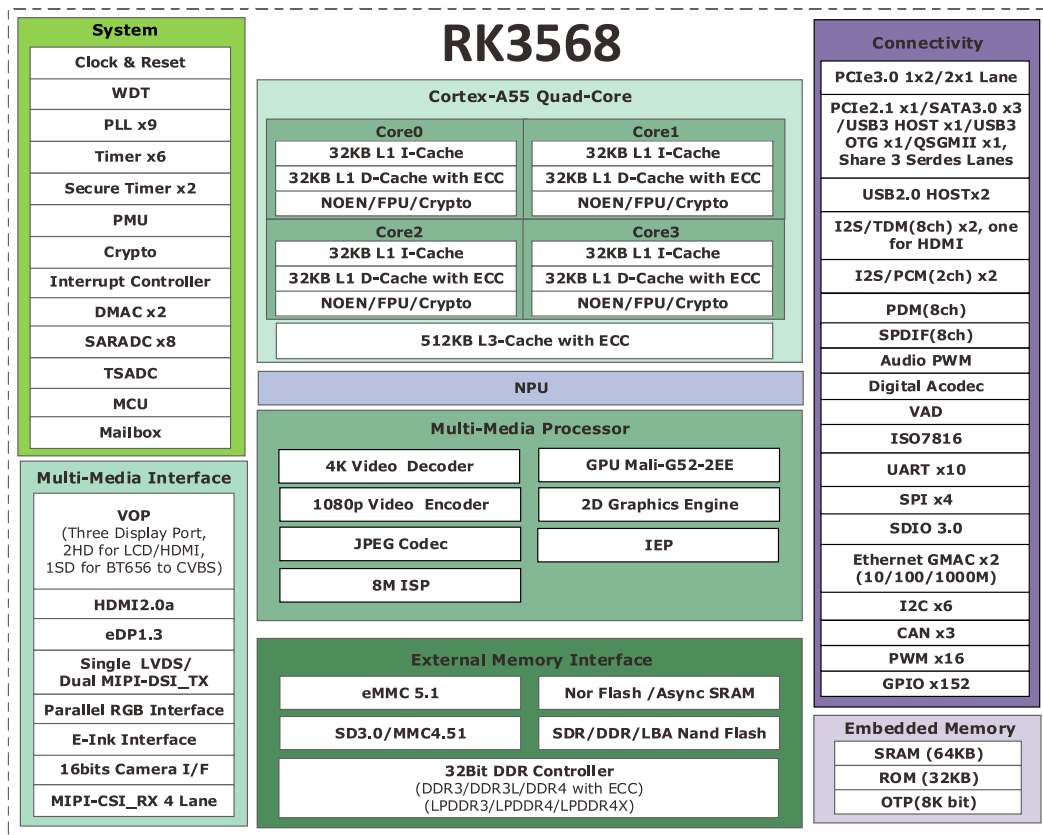 RK3568
System
Clock & Reset
WDT
PLL x9
Timer x6
Secure Timer x2
PMU
Crypto
Interrupt Controller
DMAC x2
SARADC x8
TSADC
MCU
Mailbox
Multi-Media Interface
VOP
(Three Display Port,
2HD for LCD/HDMI,
1SD for BT656 to CVBS)
HDMI2.0a
eDP1.3
Single LVDS/
Dual MIPI-DSI_TX
Parallel RGB Interface
E-Ink Interface
16bits Camera I/F
MIPI-CSI_RX 4 Lane
Cortex-A55 Quad-Core
Core0
32KB L1 I-Cache
32KB L1 D-Cache with ECC
NOEN/FPU/Crypto
Core1
32KB L1 I-Cache
32KB L1 D-Cache with ECC
NOEN/FPU/Crypto
Core2
32KB L1 I-Cache
32KB L1 D-Cache with ECC
NOEN/FPU/Crypto
Core3
32KB L1 I-Cache
32KB L1 D-Cache with ECC
NOEN/FPU/Crypto
512KB L3-Cache with ECC
NPU
Multi-Media Processor
4K Video Decoder
GPU Mali-G52-2EE
1080p Video Encoder
2D Graphics Engine
JPEG Codec
IEP
8M ISP
External Memory Interface
eMMC 5.1
Nor Flash /Async SRAM
SD3.0/MMC4.51
SDR/DDR/LBA Nand Flash
32Bit DDR Controller
(DDR3/DDR3L/DDR4 with ECC)
(LPDDR3/LPDDR4/LPDDR4X)
Connectivity
PCIe3.0 1x2/2x1 Lane
PCIe2.1 x1/SATA3.0 x3
/USB3 HOST x1/USB3
OTG x1/QSGMII x1,
Share 3 Serdes Lanes
USB2.0 HOSTx2
I2S/TDM(8ch) x2, one
for HDMI
I2S/PCM(2ch) x2
PDM(8ch)
SPDIF(8ch)
Audio PWM
Digital Acodec
VAD
ISO7816
UART x10
SPI x4
SDIO 3.0
Ethernet GMAC x2
(10/100/1000M)
I2C x6
CAN x3
PWM x16
GPIO x152
Embedded Memory
SRAM (64KB)
ROM (32KB)
OTP(8K bit)